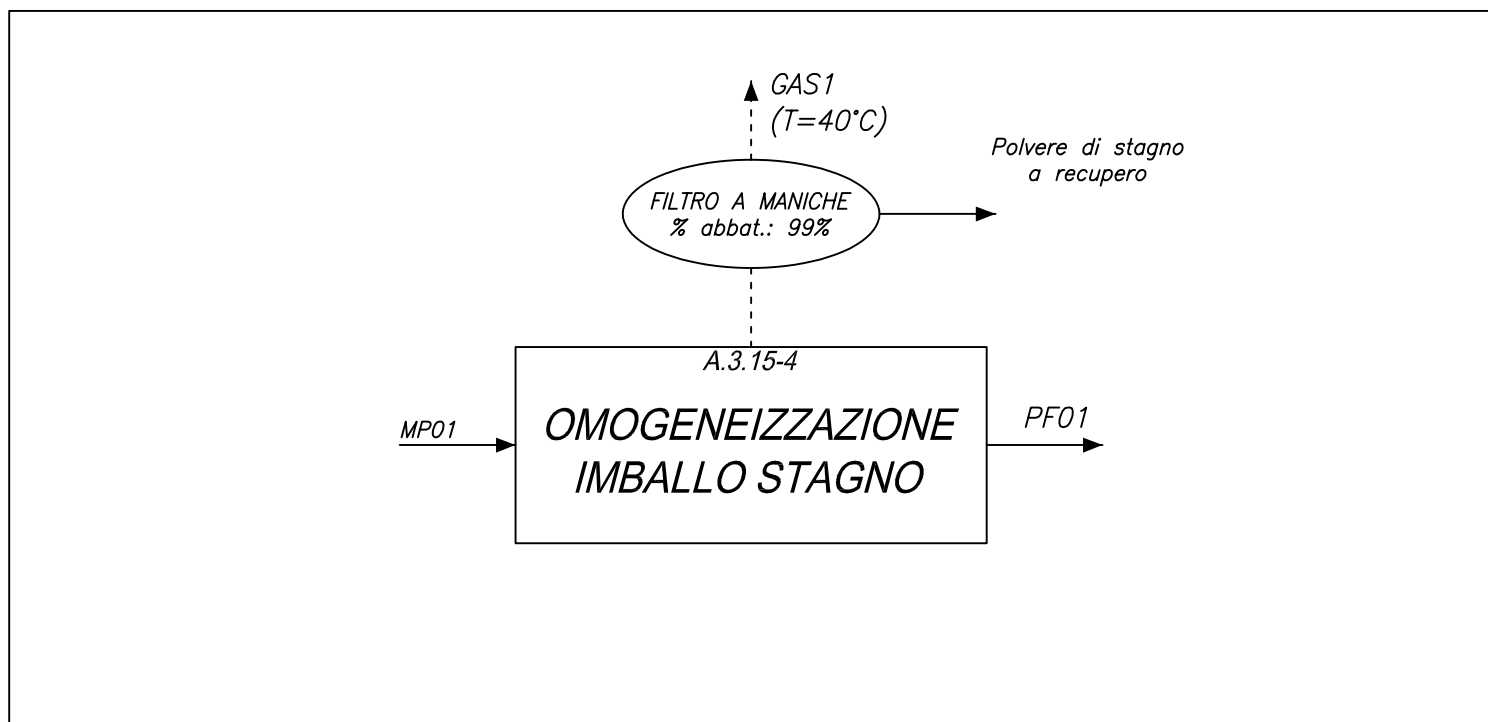 GAS1
(T=40°C)
Polvere di stagno
a recupero
FILTRO A MANICHE
% abbat.: 99%
A.3.15-4
MP01
OMOGENEIZZAZIONE
IMBALLO STAGNO
PF01